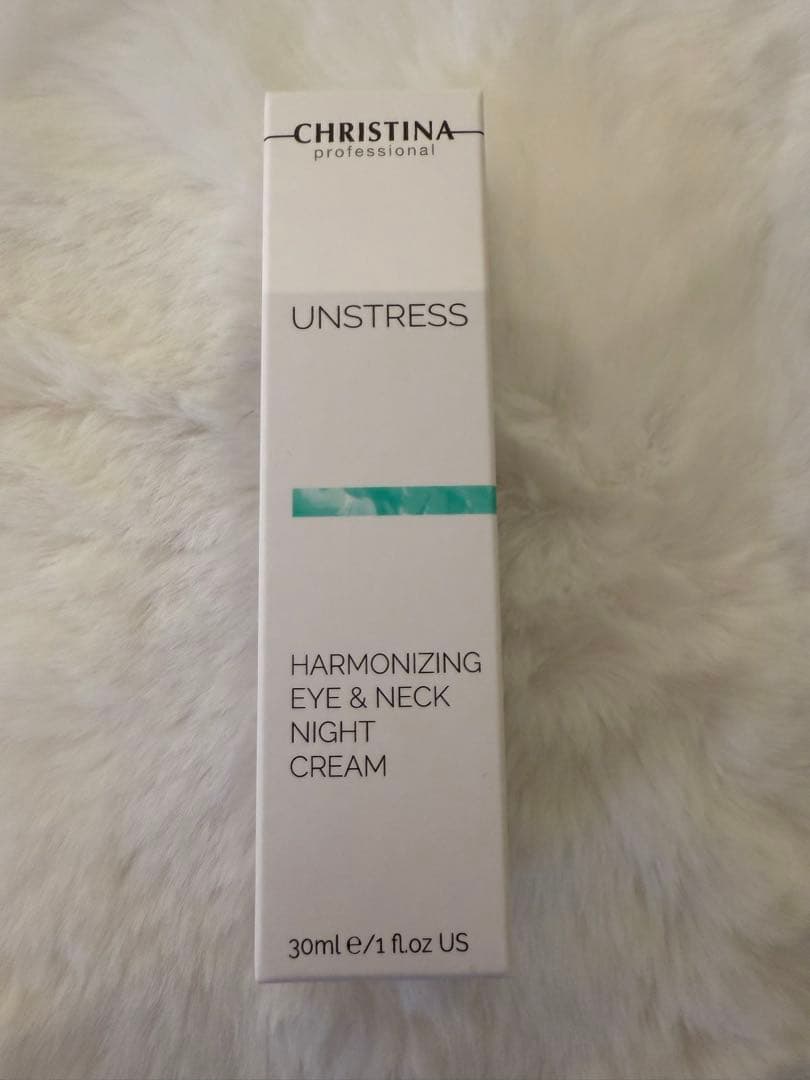 CHRISTINA
professional
UNSTRESS
HARMONIZING
EYE & NECK
NIGHT
CREAM
30ml ℮/1 fl.oz US